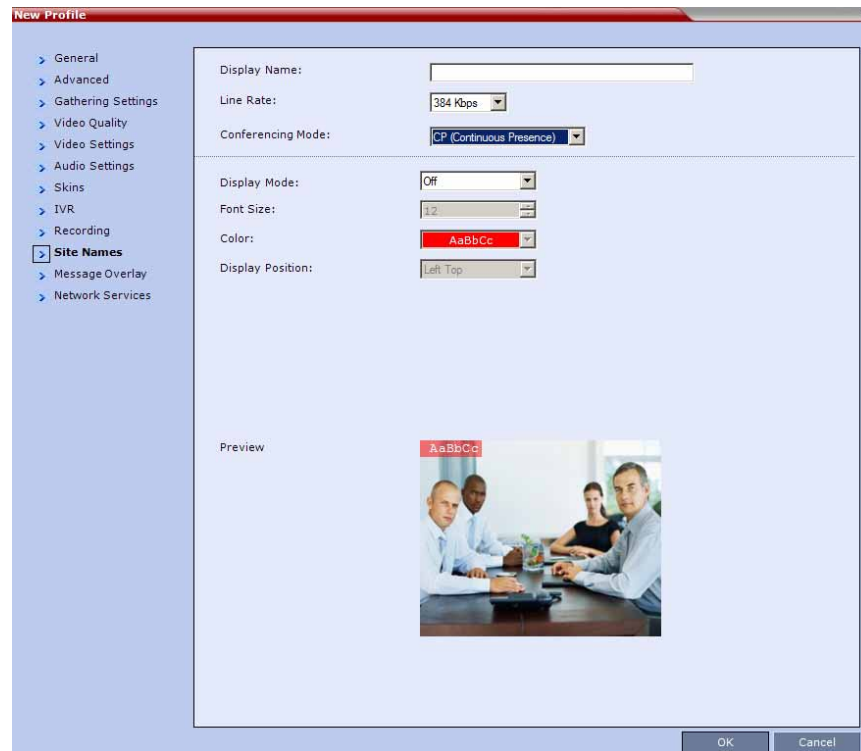 New Profile
General
Advanced
Gathering Settings
Video Quality
Video Settings
Audio Settings
Skins
IVR
Recording
Site Names
Message Overlay
Network Services
Display Name:
Line Rate: 384 Kbps
Conferencing Mode: CP (Continuous Presence)
Display Mode: Off
Font Size: 12
Color: AaBbCc
Display Position: Left Top
Preview
AaBbCc
OK Cancel